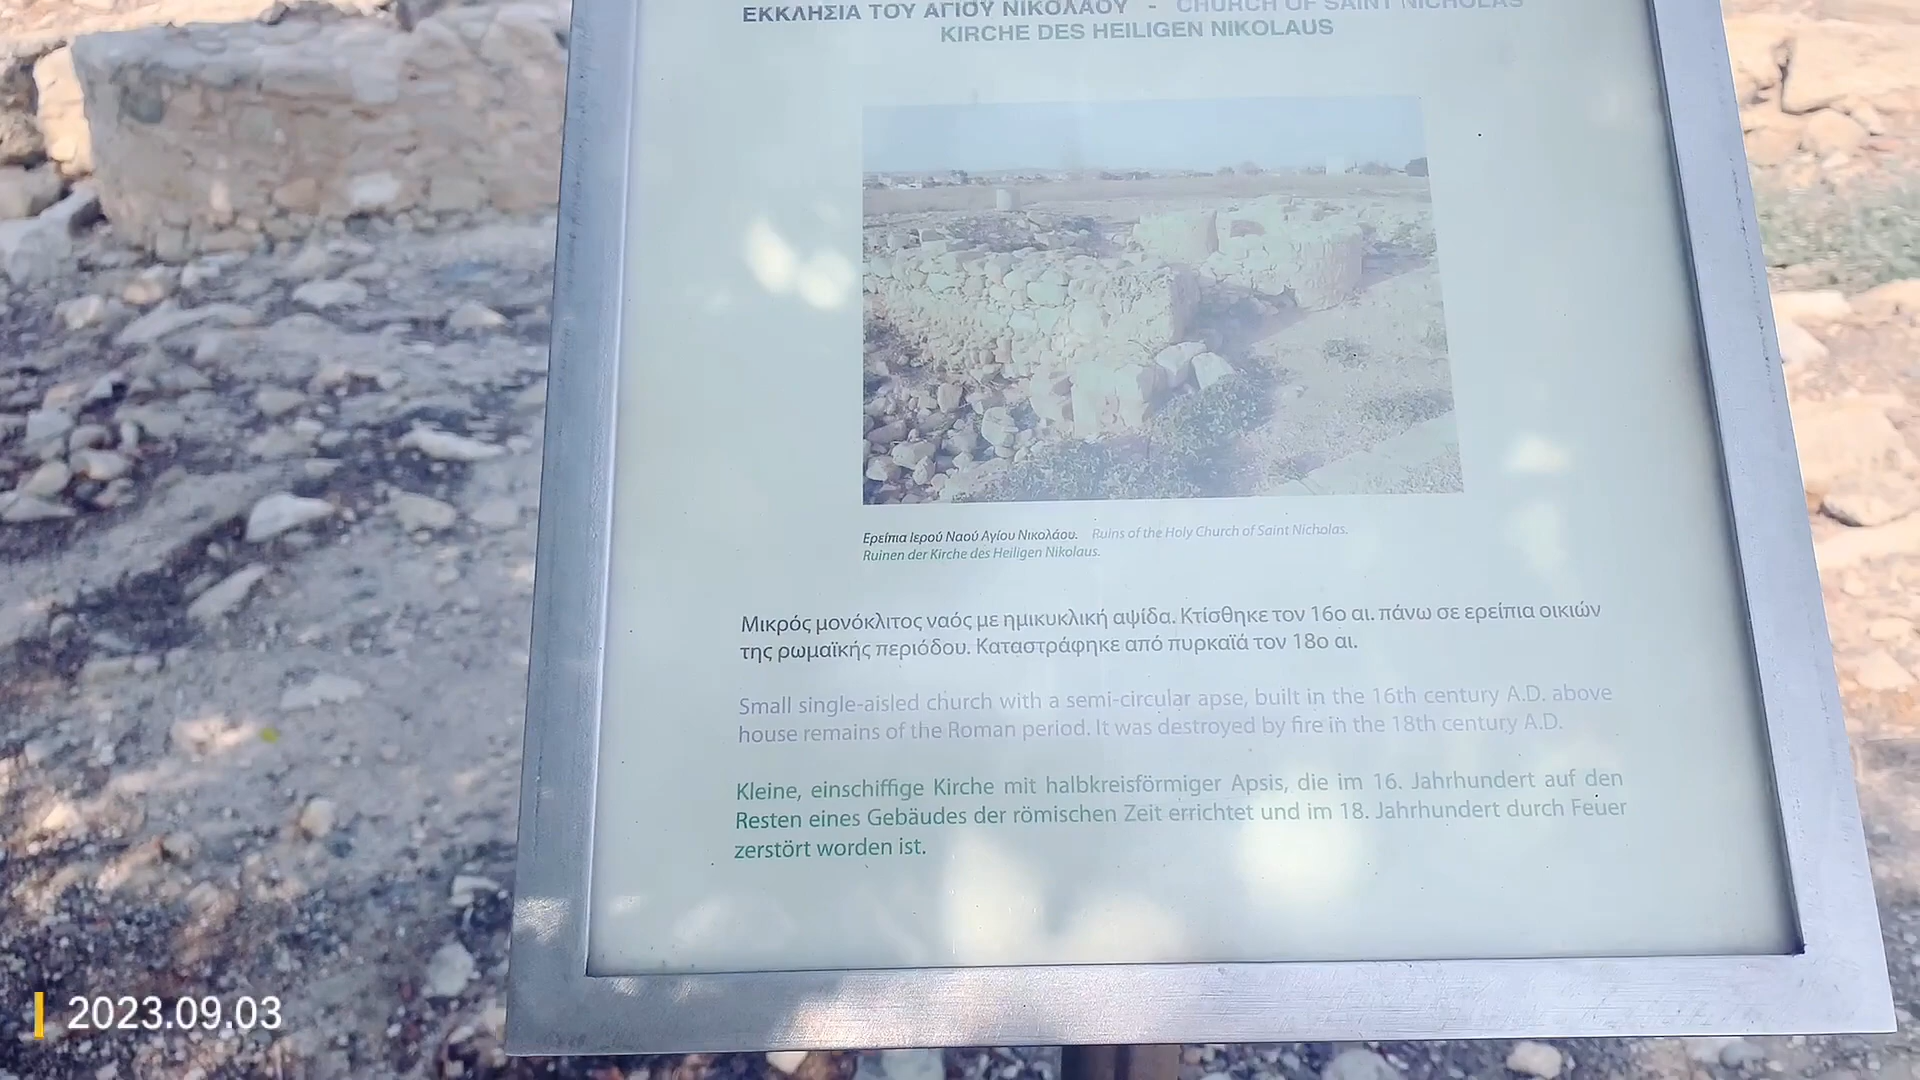 ΕΚΚΛΗΣΙΑ ΤΟΥ ΑΓΙΟΥ ΝΙΚΟΛΑΟΥ - CHURCH OF SAINT NICHOLAS
KIRCHE DES HEILIGEN NIKOLAUS
Ερείπια Ιερού Ναού Αγίου Νικολάου. Ruins of the Holy Church of Saint Nicholas.
Ruinen der Kirche des Heiligen Nikolaus.
Μικρός μονόκλιτος ναός με ημικυκλική αψίδα. Κτίσθηκε τον 16ο αι. πάνω σε ερείπια οικιών
της ρωμαϊκής περιόδου. Καταστράφηκε από πυρκαϊά τον 18ο αι.
Small single-aisled church with a semi-circular apse, built in the 16th century A.D. above
house remains of the Roman period. It was destroyed by fire in the 18th century A.D.
Kleine, einschiffige Kirche mit halbkreisförmiger Apsis, die im 16. Jahrhundert auf den
Resten eines Gebäudes der römischen Zeit errichtet und im 18. Jahrhundert durch Feuer
zerstört worden ist.
2023.09.03